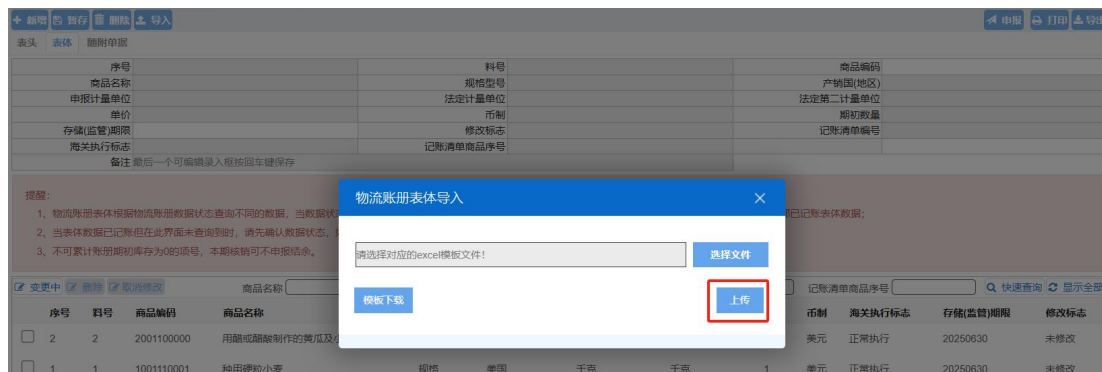 新增 暂存 删除 导入 申报 打印 导出
表头 表体 随附单据
序号 料号 商品编码
商品名称 规格型号 产销国(地区)
申报计量单位 法定计量单位 法定第二计量单位
单价 币制 期初数量
存储(监管)期限 修改标志 记账清单编号
海关执行标志 记账清单商品序号
备注 最后一个可编辑录入框按回车键保存
提醒:
1、物流账册表体根据物流账册数据状态查询不同的数据，当数据状 部已记账表体数据;
2、当表体数据已记账但在此界面未查询到时，请先确认数据状态，
3、不可累计账册期初库存为0的项号，本期核销可不申报结余。
物流账册表体导入
请选择对应的excel模板文件!
选择文件
模板下载 上传
变更中 删除 取消修改 商品名称 记账清单商品序号 快速查询 显示全部
序号 料号 商品编码 商品名称 币制 海关执行标志 存储(监管)期限 修改标志
2 2 2001100000 用醋或醋酸制作的黄瓜及小 美元 正常执行 20250630 未修改
1 1 1001110001 种用硬粒小麦 规格 美国 千克 千克 1 美元 正常执行 20250630 未修改